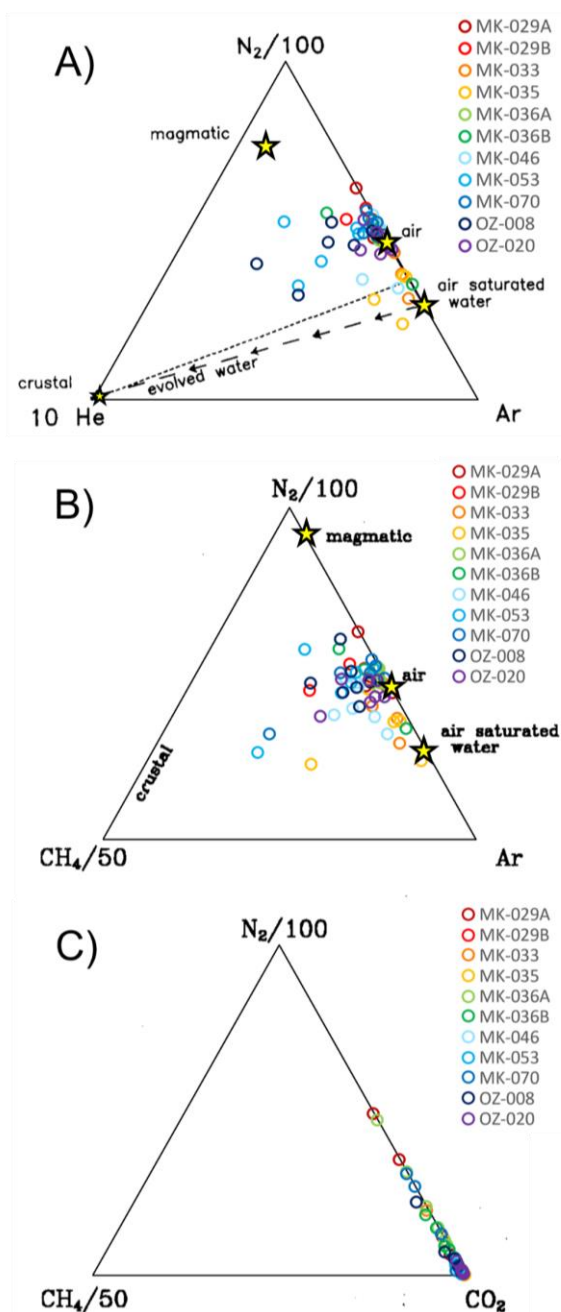 A)
N₂/100
magmatic
air
air saturated
water
evolved water
crustal
10 He
Ar
MK-029A
MK-029B
MK-033
MK-035
MK-036A
MK-036B
MK-046
MK-053
MK-070
OZ-008
OZ-020
B)
N₂/100
magmatic
air
air saturated
water
crustal
CH₄/50
Ar
MK-029A
MK-029B
MK-033
MK-035
MK-036A
MK-036B
MK-046
MK-053
MK-070
OZ-008
OZ-020
C)
N₂/100
CH₄/50
CO₂
MK-029A
MK-029B
MK-033
MK-035
MK-036A
MK-036B
MK-046
MK-053
MK-070
OZ-008
OZ-020